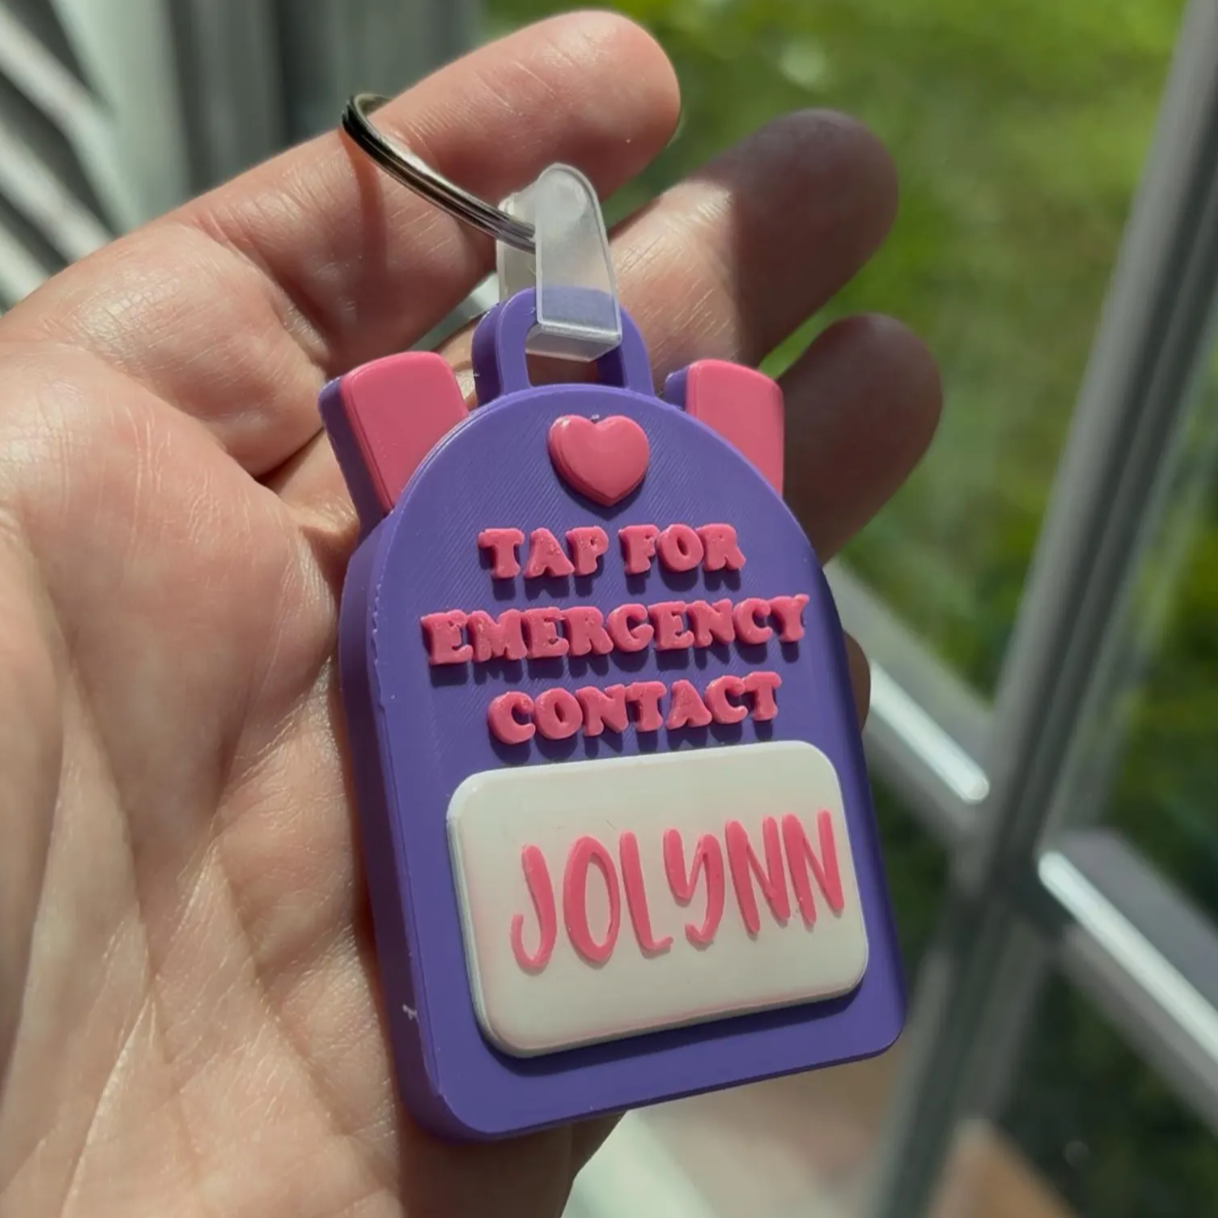 TAP FOR
EMERGENCY
CONTACT
JOLYNN